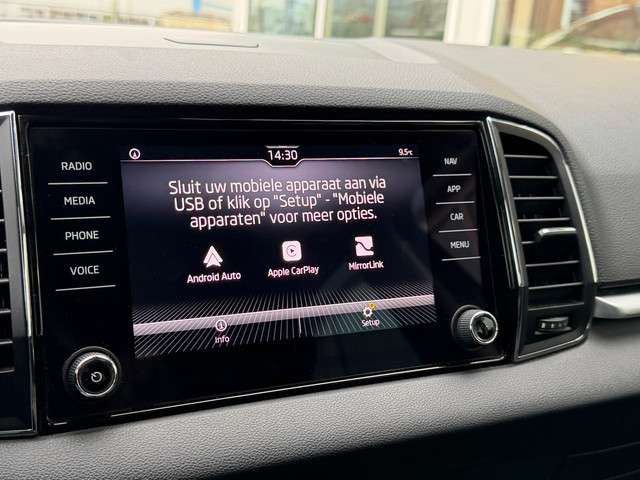 14:30
9.5°C
RADIO
MEDIA
PHONE
VOICE
Sluit uw mobiele apparaat aan via
USB of klik op "Setup" - "Mobiele
apparaten" voor meer opties.
Android Auto
Apple CarPlay
MirrorLink
Info
Setup
NAV
APP
CAR
MENU